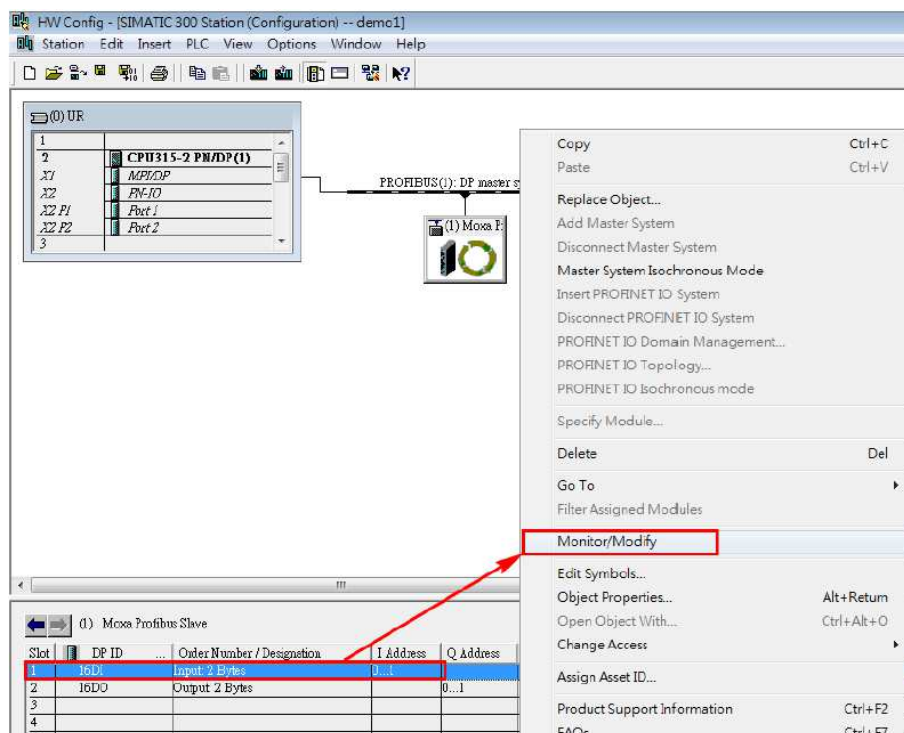 HW Config - [SIMATIC 300 Station (Configuration) -- demo1]
Station Edit Insert PLC View Options Window Help
(0) UR
1
2 CPU315-2 PN/DP(1)
X1 MPI/DP
X2 PN-IO
X2 P1 Port 1
X2 P2 Port 2
3
PROFIBUS(1): DP master s
(1) Moxa P
Copy Ctrl+C
Paste Ctrl+V
Replace Object...
Add Master System
Disconnect Master System
Master System Isochronous Mode
Insert PROFINET IO System
Disconnect PROFINET IO System
PROFINET IO Domain Management...
PROFINET IO Topology...
PROFINET IO Isochronous mode
Specify Module...
Delete Del
Go To
Filter Assigned Modules
Monitor/Modify
Edit Symbols...
Object Properties... Alt+Return
Open Object With... Ctrl+Alt+O
Change Access
Assign Asset ID...
Product Support Information Ctrl+F2
FAQs Ctrl+F7
(1) Moxa Profibus Slave
Slot DP ID ... Order Number / Designation I Address Q Address
1 16DI Input: 2 Bytes 0...1
2 16DO Output: 2 Bytes 0...1
3
4